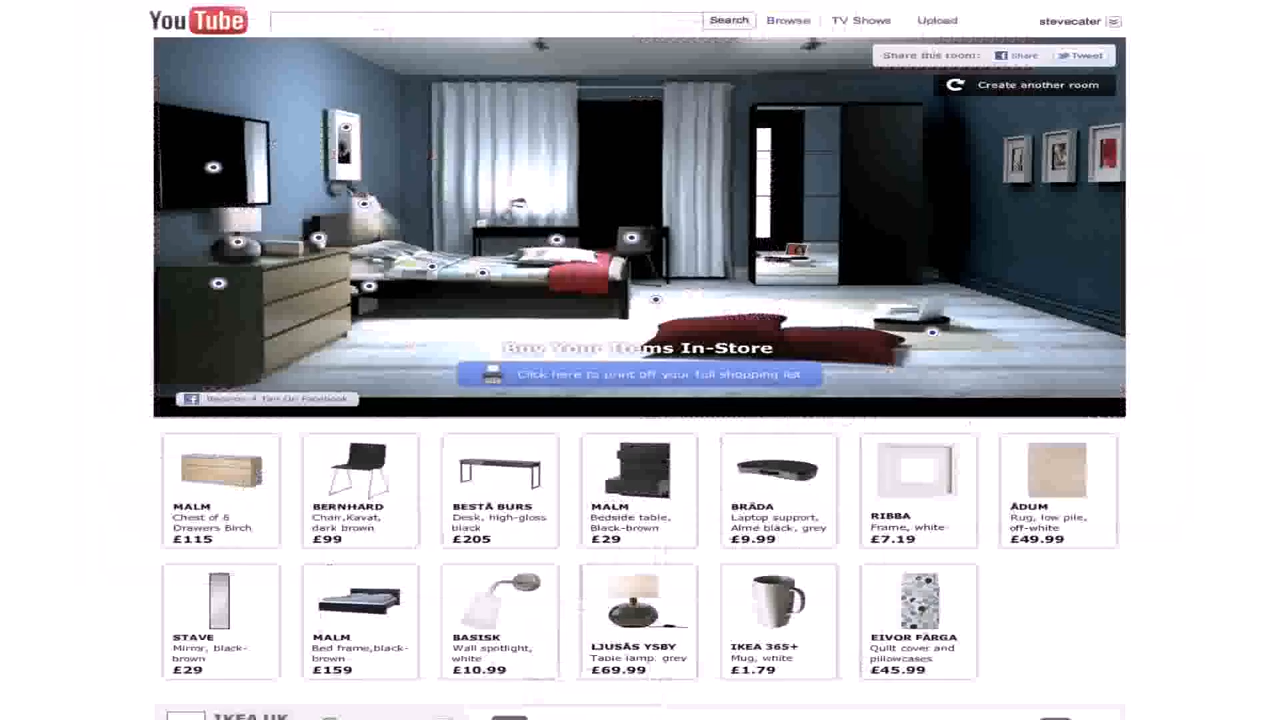 YouTube
Search
Browse
TV Shows
Upload
stevecater
Share this room:
Share
Tweet
Create another room
Buy Your Items In-Store
Click here to print off your full shopping list
Become A Fan On Facebook
MALM
Chest of 6
Drawers Birch
£115
BERNHARD
Chair,Kavat,
dark brown
£99
BESTÅ BURS
Desk, high-gloss
black
£205
MALM
Bedside table,
Black-brown
£29
BRÄDA
Laptop support,
Alme black, grey
£9.99
RIBBA
Frame, white
£7.19
ÅDUM
Rug, low pile,
off-white
£49.99
STAVE
Mirror, black-
brown
£29
MALM
Bed frame,black-
brown
£159
BASISK
Wall spotlight,
white
£10.99
LJUSÅS YSBY
Table lamp, grey
£69.99
IKEA 365+
Mug, white
£1.79
EIVOR FÄRGA
Quilt cover and
pillowcases
£45.99
IKEA UK